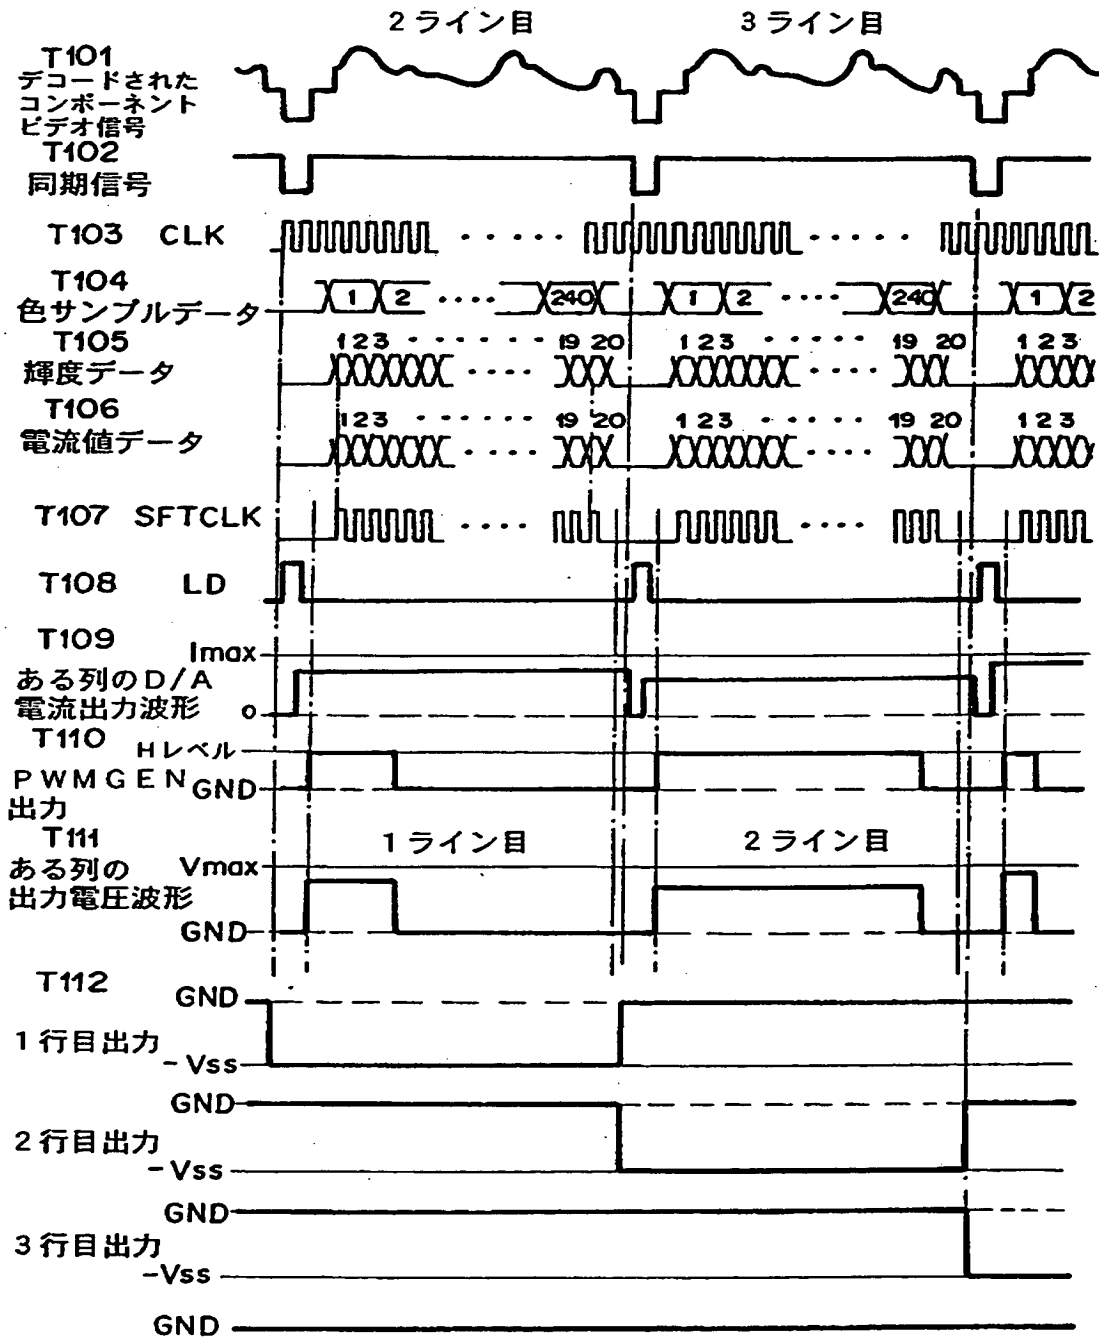 2ライン目
3ライン目
T101
デコードされた
コンポーネント
ビデオ信号
T102
同期信号
T103 CLK
T104
色サンプルデータ
1 2 240 1 2 240 1 2
T105
輝度データ
1 2 3 19 20 1 2 3 19 20 1 2 3
T106
電流値データ
1 2 3 19 20 1 2 3 19 20 1 2 3
T107 SFTCLK
T108 LD
T109
Imax
ある列のD/A
電流出力波形 0
T110 Hレベル
PWMGEN GND
出力
T111
1ライン目
2ライン目
ある列の Vmax
出力電圧波形
GND
T112
GND
1行目出力
-Vss
GND
2行目出力
-Vss
GND
3行目出力
-Vss
GND